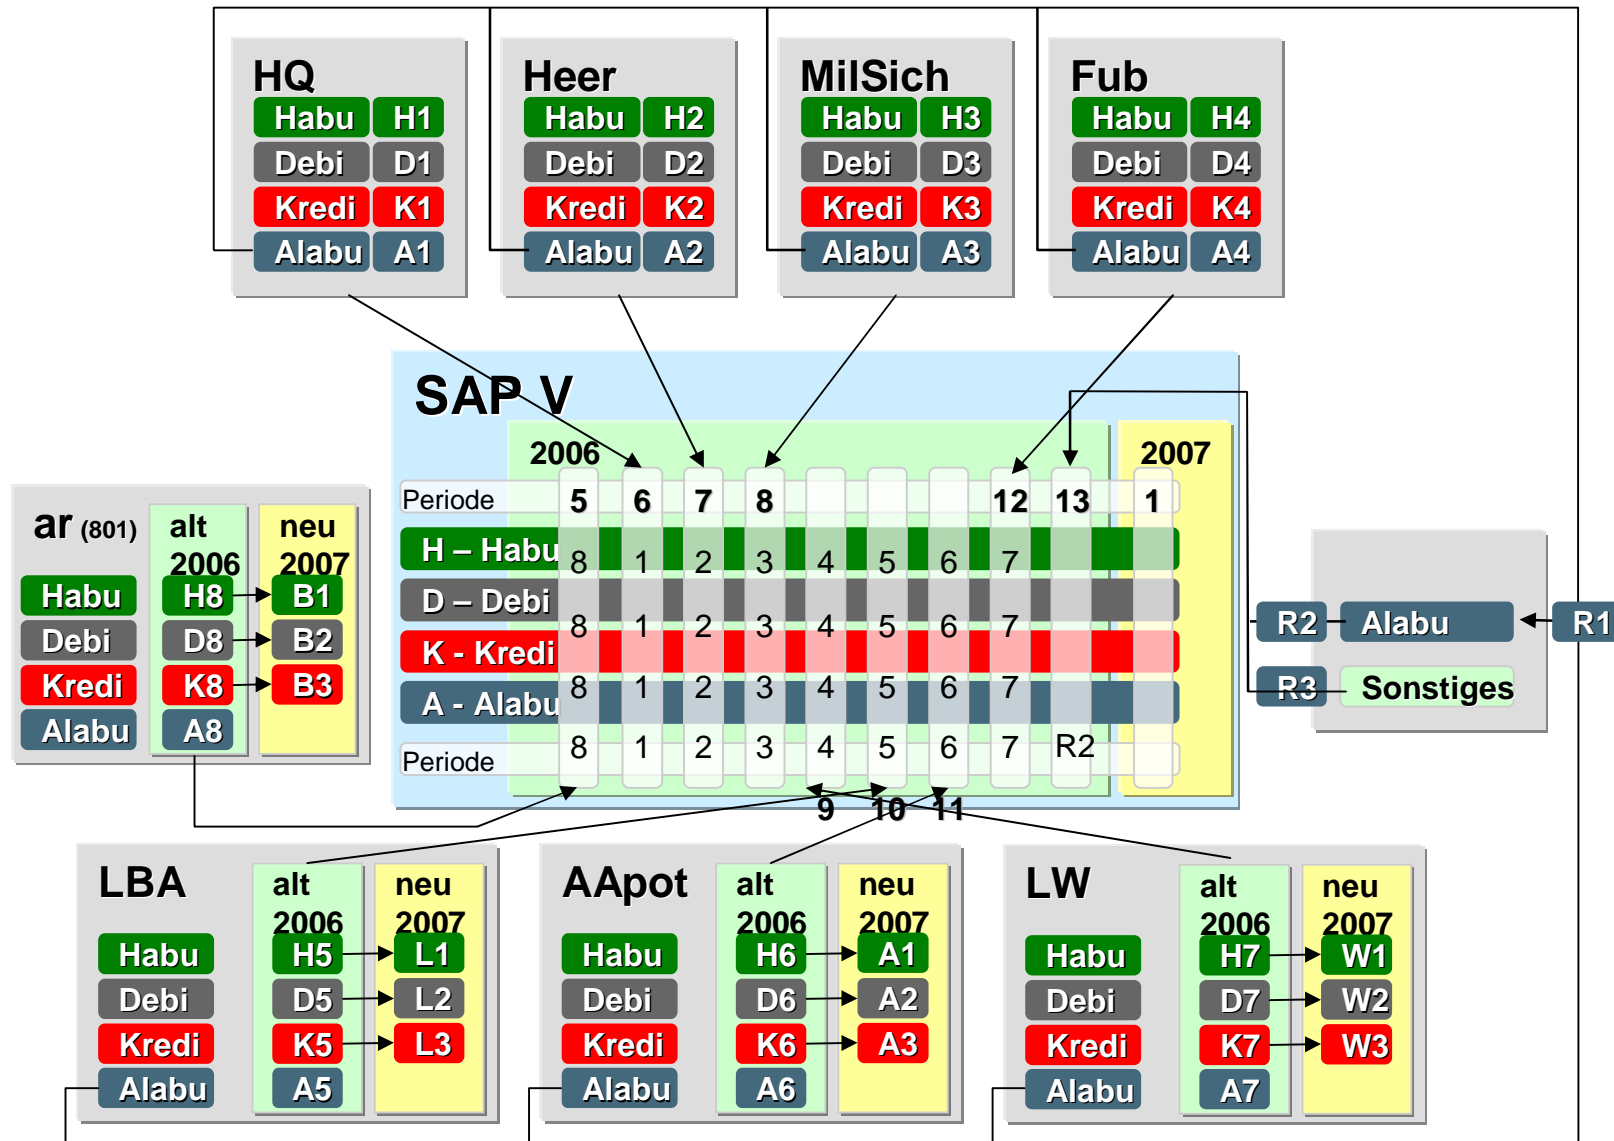 HQ
Habu H1
Debi D1
Kredi K1
Alabu A1
Heer
Habu H2
Debi D2
Kredi K2
Alabu A2
MilSich
Habu H3
Debi D3
Kredi K3
Alabu A3
Fub
Habu H4
Debi D4
Kredi K4
Alabu A4
SAP V
2006 2007
Periode 5 6 7 8 12 13 1
H – Habu 8 1 2 3 4 5 6 7
D – Debi 8 1 2 3 4 5 6 7
K - Kredi 8 1 2 3 4 5 6 7
A - Alabu
Periode 8 1 2 3 4 5 6 7 R2
9 10 11
ar (801)
alt neu
2006 2007
Habu H8 B1
Debi D8 B2
Kredi K8 B3
Alabu A8
R2 Alabu R1
R3 Sonstiges
LBA alt neu
2006 2007
Habu H5 L1
Debi D5 L2
Kredi K5 L3
Alabu A5
AApot alt neu
2006 2007
Habu H6 A1
Debi D6 A2
Kredi K6 A3
Alabu A6
LW alt neu
2006 2007
Habu H7 W1
Debi D7 W2
Kredi K7 W3
Alabu A7